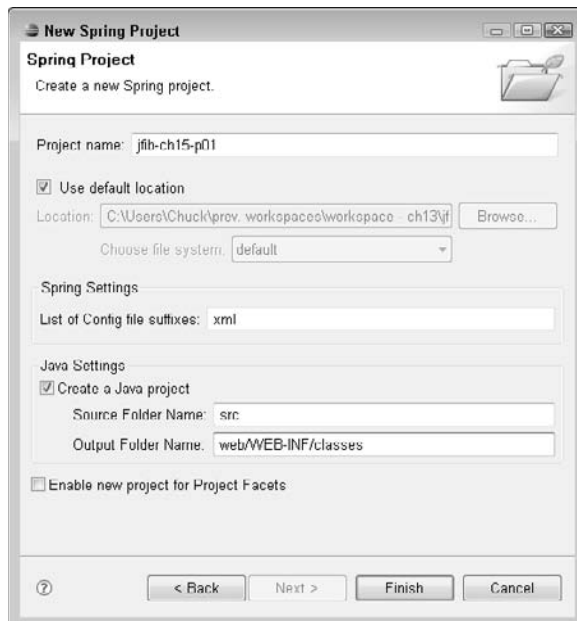 New Spring Project
Spring Project
Create a new Spring project.
Project name: jfib-ch15-p01
Use default location
Location: C:\Users\Chuck\prev. workspaces\workspace - ch13\jf Browse...
Choose file system: default
Spring Settings
List of Config file suffixes: xml
Java Settings
Create a Java project
Source Folder Name: src
Output Folder Name: web/WEB-INF/classes
Enable new project for Project Facets
? < Back Next > Finish Cancel